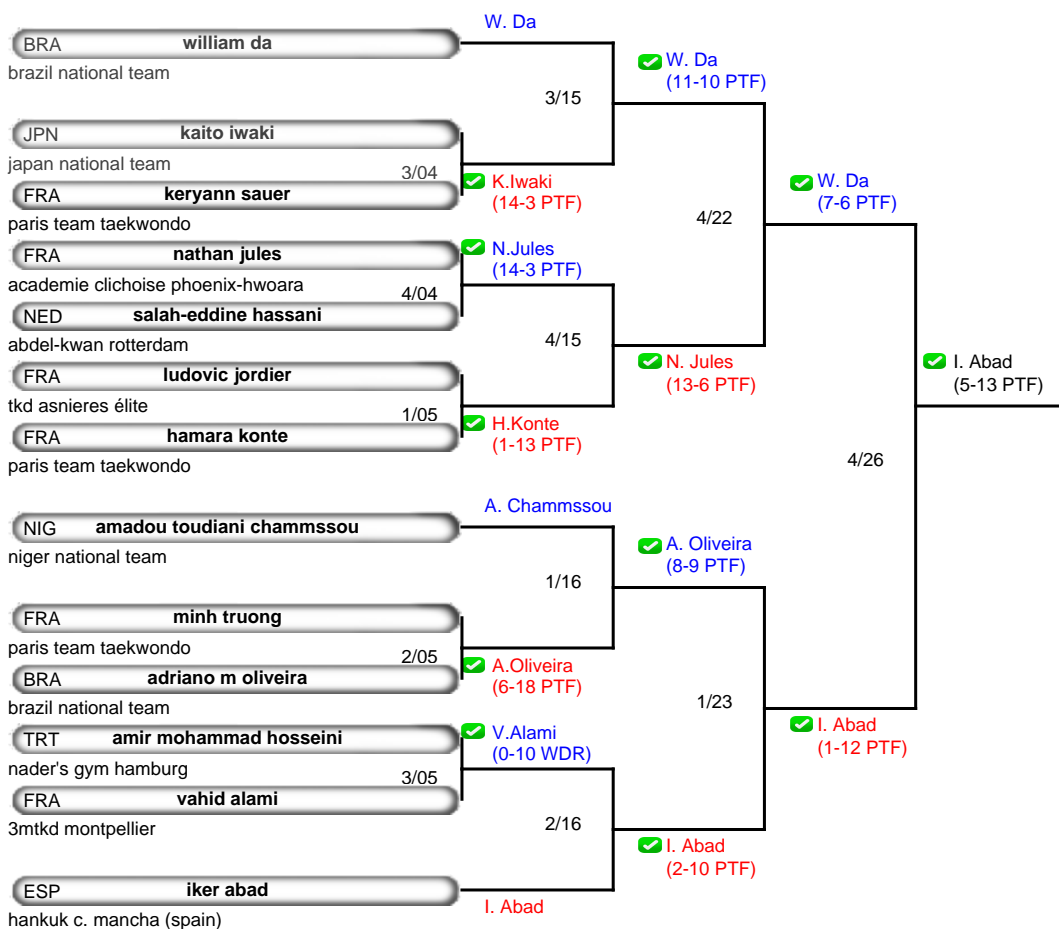 W. Da
BRA william da
brazil national team
W. Da
(11-10 PTF)
3/15
JPN kaito iwaki
japan national team
3/04
K.Iwaki
(14-3 PTF)
FRA keryann sauer
paris team taekwondo
W. Da
(7-6 PTF)
4/22
FRA nathan jules
academie clichoise phoenix-hwoara
N.Jules
(14-3 PTF)
4/04
NED salah-eddine hassani
abdel-kwan rotterdam
4/15
N. Jules
(13-6 PTF)
FRA ludovic jordier
tkd asnieres élite
1/05
H.Konte
(1-13 PTF)
FRA hamara konte
paris team taekwondo
I. Abad
(5-13 PTF)
4/26
A. Chammssou
NIG amadou toudiani chammssou
niger national team
A. Oliveira
(8-9 PTF)
1/16
FRA minh truong
paris team taekwondo
2/05
A.Oliveira
(6-18 PTF)
BRA adriano m oliveira
brazil national team
1/23
I. Abad
(1-12 PTF)
TRT amir mohammad hosseini
nader's gym hamburg
V.Alami
(0-10 WDR)
3/05
FRA vahid alami
3mtkd montpellier
2/16
I. Abad
(2-10 PTF)
ESP iker abad
hankuk c. mancha (spain)
I. Abad